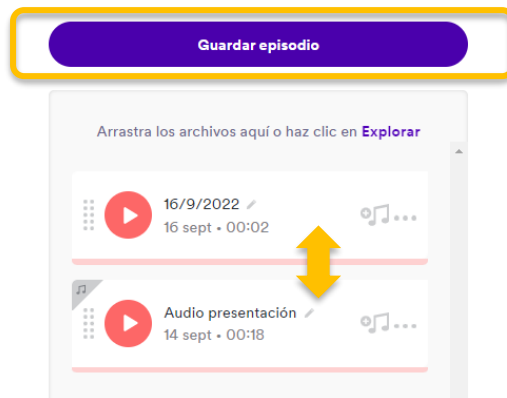 Guardar episodio
Arrastra los archivos aquí o haz clic en Explorar
16/9/2022
16 sept • 00:02
Audio presentación
14 sept • 00:18